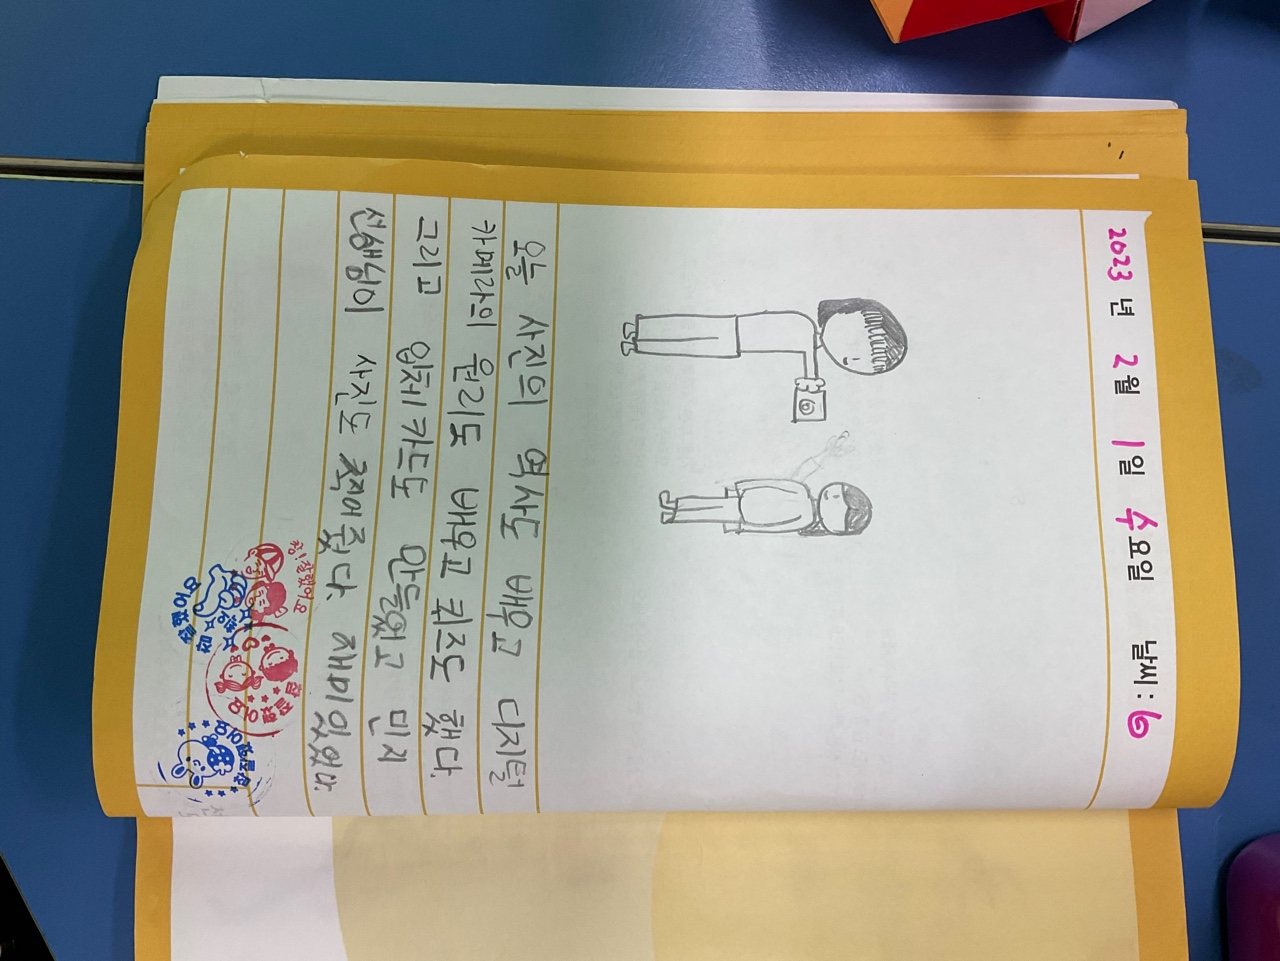 2023 년 2월 1일 수요일 날씨 : 6
오늘 사진의 역사도 배우고 디지털
카메라의 원리도 배우고 퀴즈도 했다.
그리고 입체카드도 만들었고 민지
선생님이 사진도 찍어줬다. 재미있었다.
참!잘했어요
참잘했어요
참잘했어요
참잘했어요